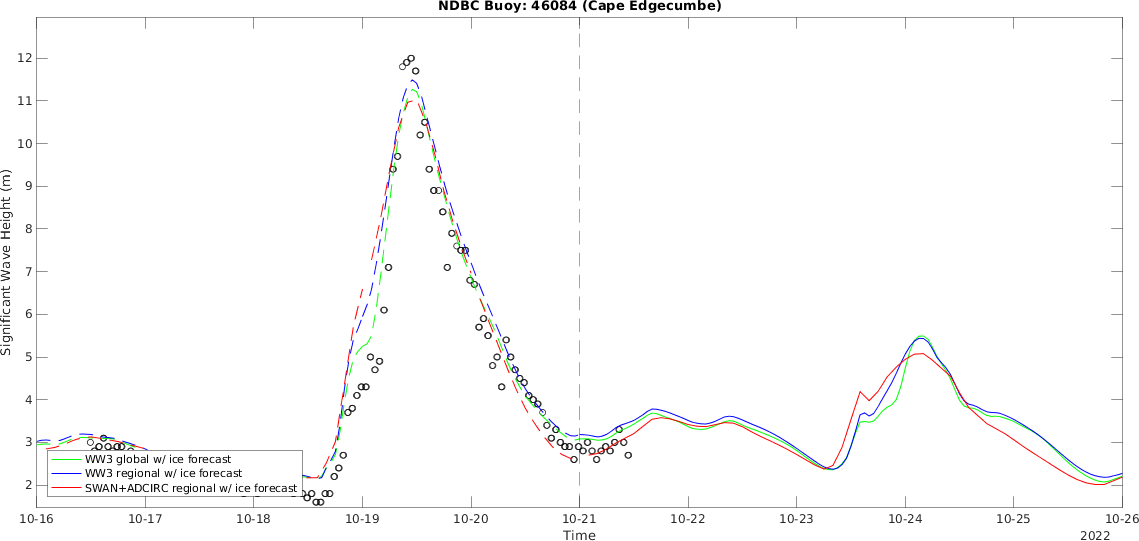 NDBC Buoy: 46084 (Cape Edgecumbe)
12
11
10
9
8
7
6
5
4
3
2
Significant Wave Height (m)
WW3 global w/ ice forecast
WW3 regional w/ ice forecast
SWAN+ADCIRC regional w/ ice forecast
10-16 10-17 10-18 10-19 10-20 10-21 10-22 10-23 10-24 10-25 10-26
Time
2022